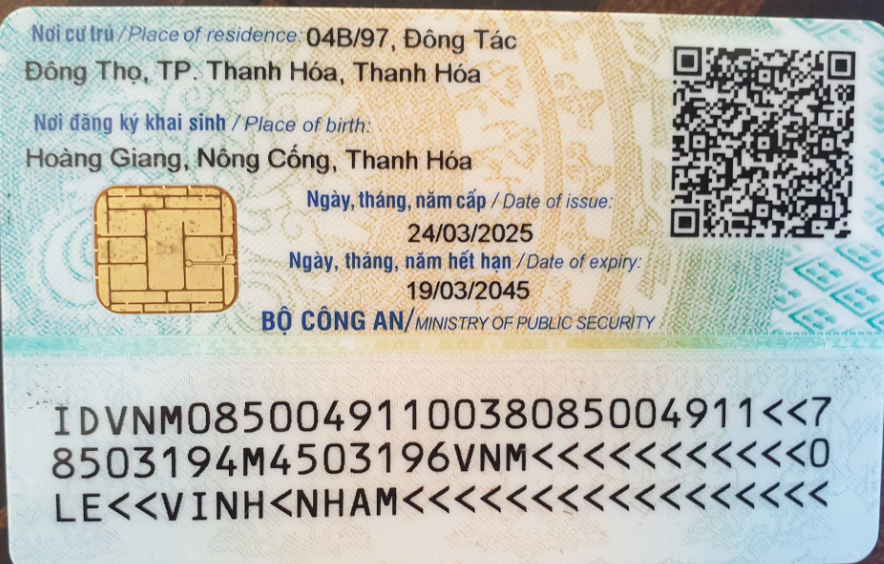 Nơi cư trú / Place of residence: 04B/97, Đông Tác
Đông Thọ, TP. Thanh Hóa, Thanh Hóa
Nơi đăng ký khai sinh / Place of birth:
Hoàng Giang, Nông Cống, Thanh Hóa
Ngày, tháng, năm cấp / Date of issue:
24/03/2025
Ngày, tháng, năm hết hạn / Date of expiry:
19/03/2045
BỘ CÔNG AN/MINISTRY OF PUBLIC SECURITY
IDVNM0850049110038085004911<<7
8503194M4503196VNM<<<<<<<<<<<0
LE<<VINH<NHAM<<<<<<<<<<<<<<<<<